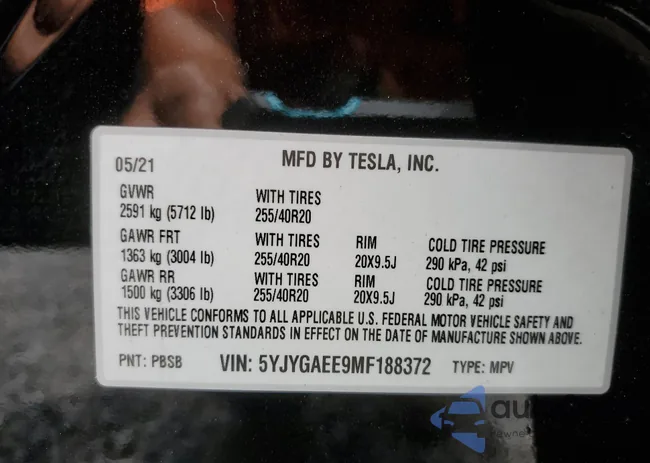 05/21 MFD BY TESLA, INC.
GVWR WITH TIRES
2591 kg (5712 lb) 255/40R20
GAWR FRT WITH TIRES RIM COLD TIRE PRESSURE
1363 kg (3004 lb) 255/40R20 20X9.5J 290 kPa, 42 psi
GAWR RR WITH TIRES RIM COLD TIRE PRESSURE
1500 kg (3306 lb) 255/40R20 20X9.5J 290 kPa, 42 psi
THIS VEHICLE CONFORMS TO ALL APPLICABLE U.S. FEDERAL MOTOR VEHICLE SAFETY AND
THEFT PREVENTION STANDARDS IN EFFECT ON THE DATE OF MANUFACTURE SHOWN ABOVE.
PNT: PBSB VIN: 5YJYGAEE9MF188372 TYPE: MPV